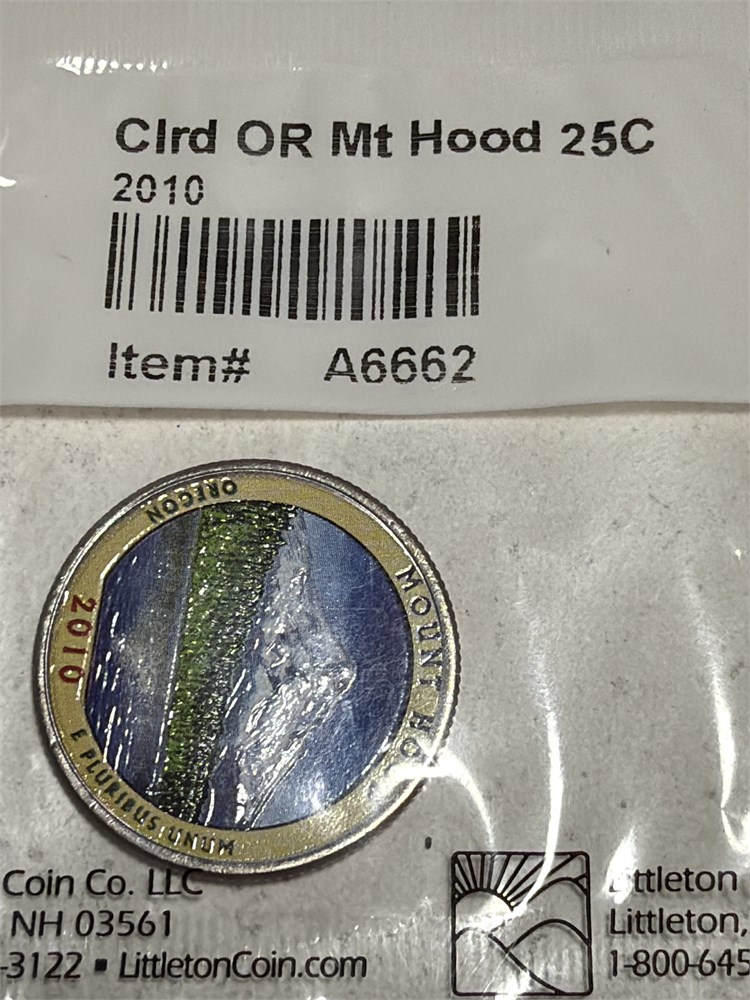 Clrd OR Mt Hood 25C
2010
Item# A6662
OREGON
MOUNT HO
2010
E PLURIBUS UNUM
Coin Co. LLC
NH 03561
-3122 ▪ LittletonCoin.com
Littleton
Littleton,
1-800-645